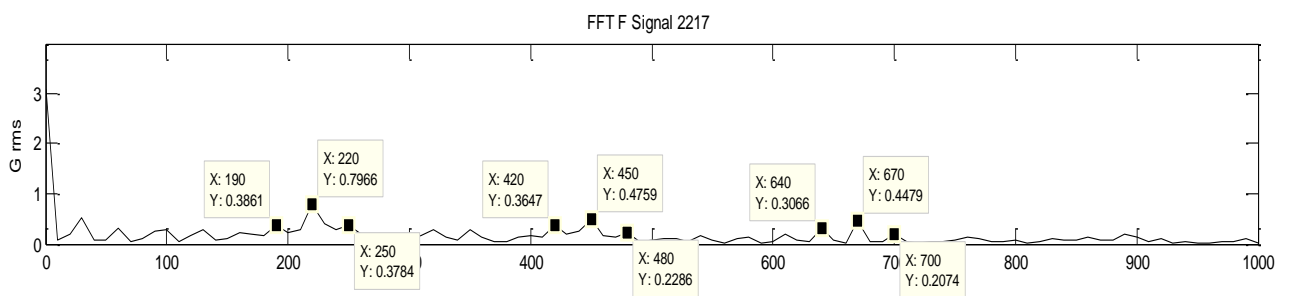 FFT F Signal 2217
G rms
3
2
1
0
X: 190
Y: 0.3861
X: 220
Y: 0.7966
X: 250
Y: 0.3784
X: 420
Y: 0.3647
X: 450
Y: 0.4759
X: 480
Y: 0.2286
X: 640
Y: 0.3066
X: 670
Y: 0.4479
X: 700
Y: 0.2074
0 100 200 400 600 800 900 1000